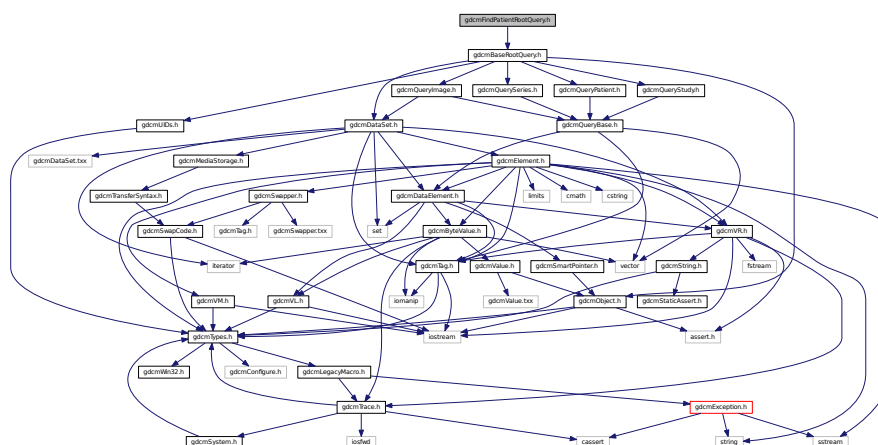 gdcmFindPatientRootQuery.h
gdcmBaseRootQuery.h
gdcmQueryImage.h
gdcmQuerySeries.h
gdcmQueryPatient.h
gdcmQueryStudy.h
gdcmUIDs.h
gdcmDataSet.h
gdcmQueryBase.h
gdcmDataSet.txx
gdcmMediaStorage.h
gdcmElement.h
gdcmTransferSyntax.h
gdcmSwapper.h
gdcmDataElement.h
limits
cmath
cstring
gdcmSwapCode.h
gdcmTag.h
gdcmSwapper.txx
set
gdcmByteValue.h
gdcmVR.h
iterator
gdcmTag.h
gdcmValue.h
gdcmSmartPointer.h
vector
gdcmString.h
fstream
gdcmVM.h
gdcmVL.h
iomanip
gdcmValue.txx
gdcmObject.h
gdcmStaticAssert.h
gdcmTypes.h
iostream
assert.h
gdcmWin32.h
gdcmConfigure.h
gdcmLegacyMacro.h
gdcmTrace.h
gdcmException.h
gdcmSystem.h
iosfwd
cassert
string
sstream